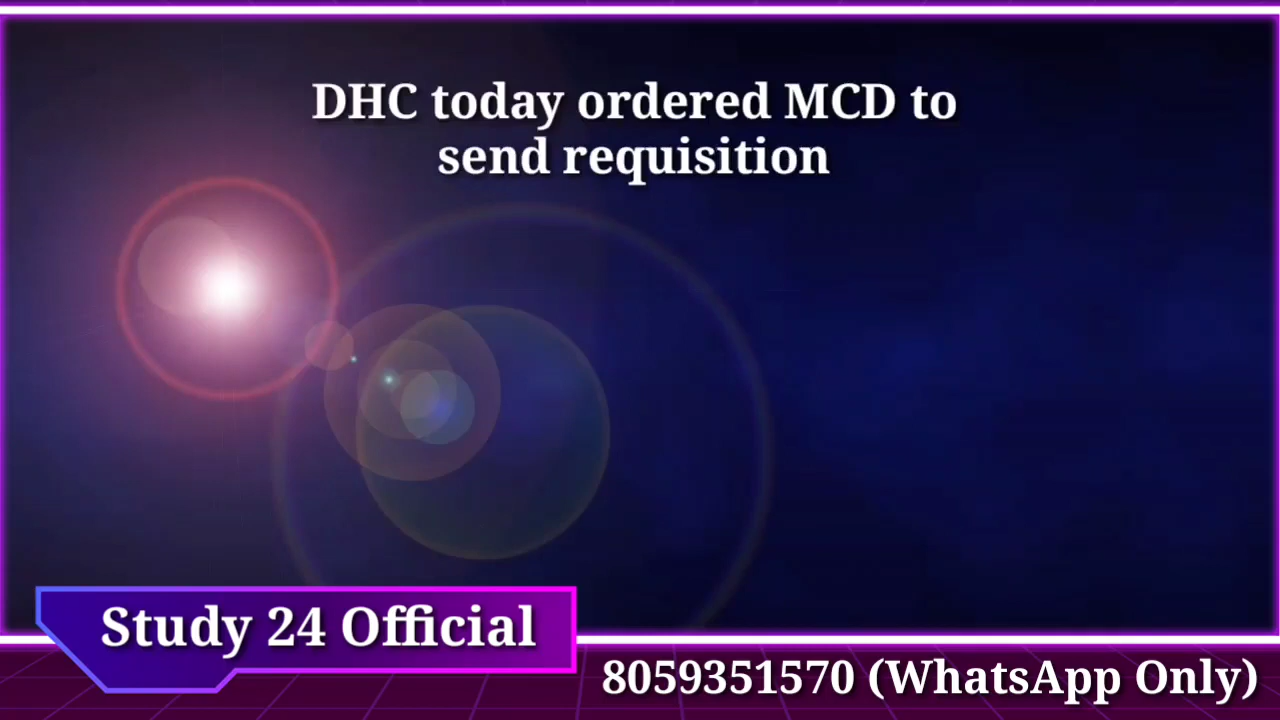 DHC today ordered MCD to
send requisition
Study 24 Official
8059351570 (WhatsApp Only)